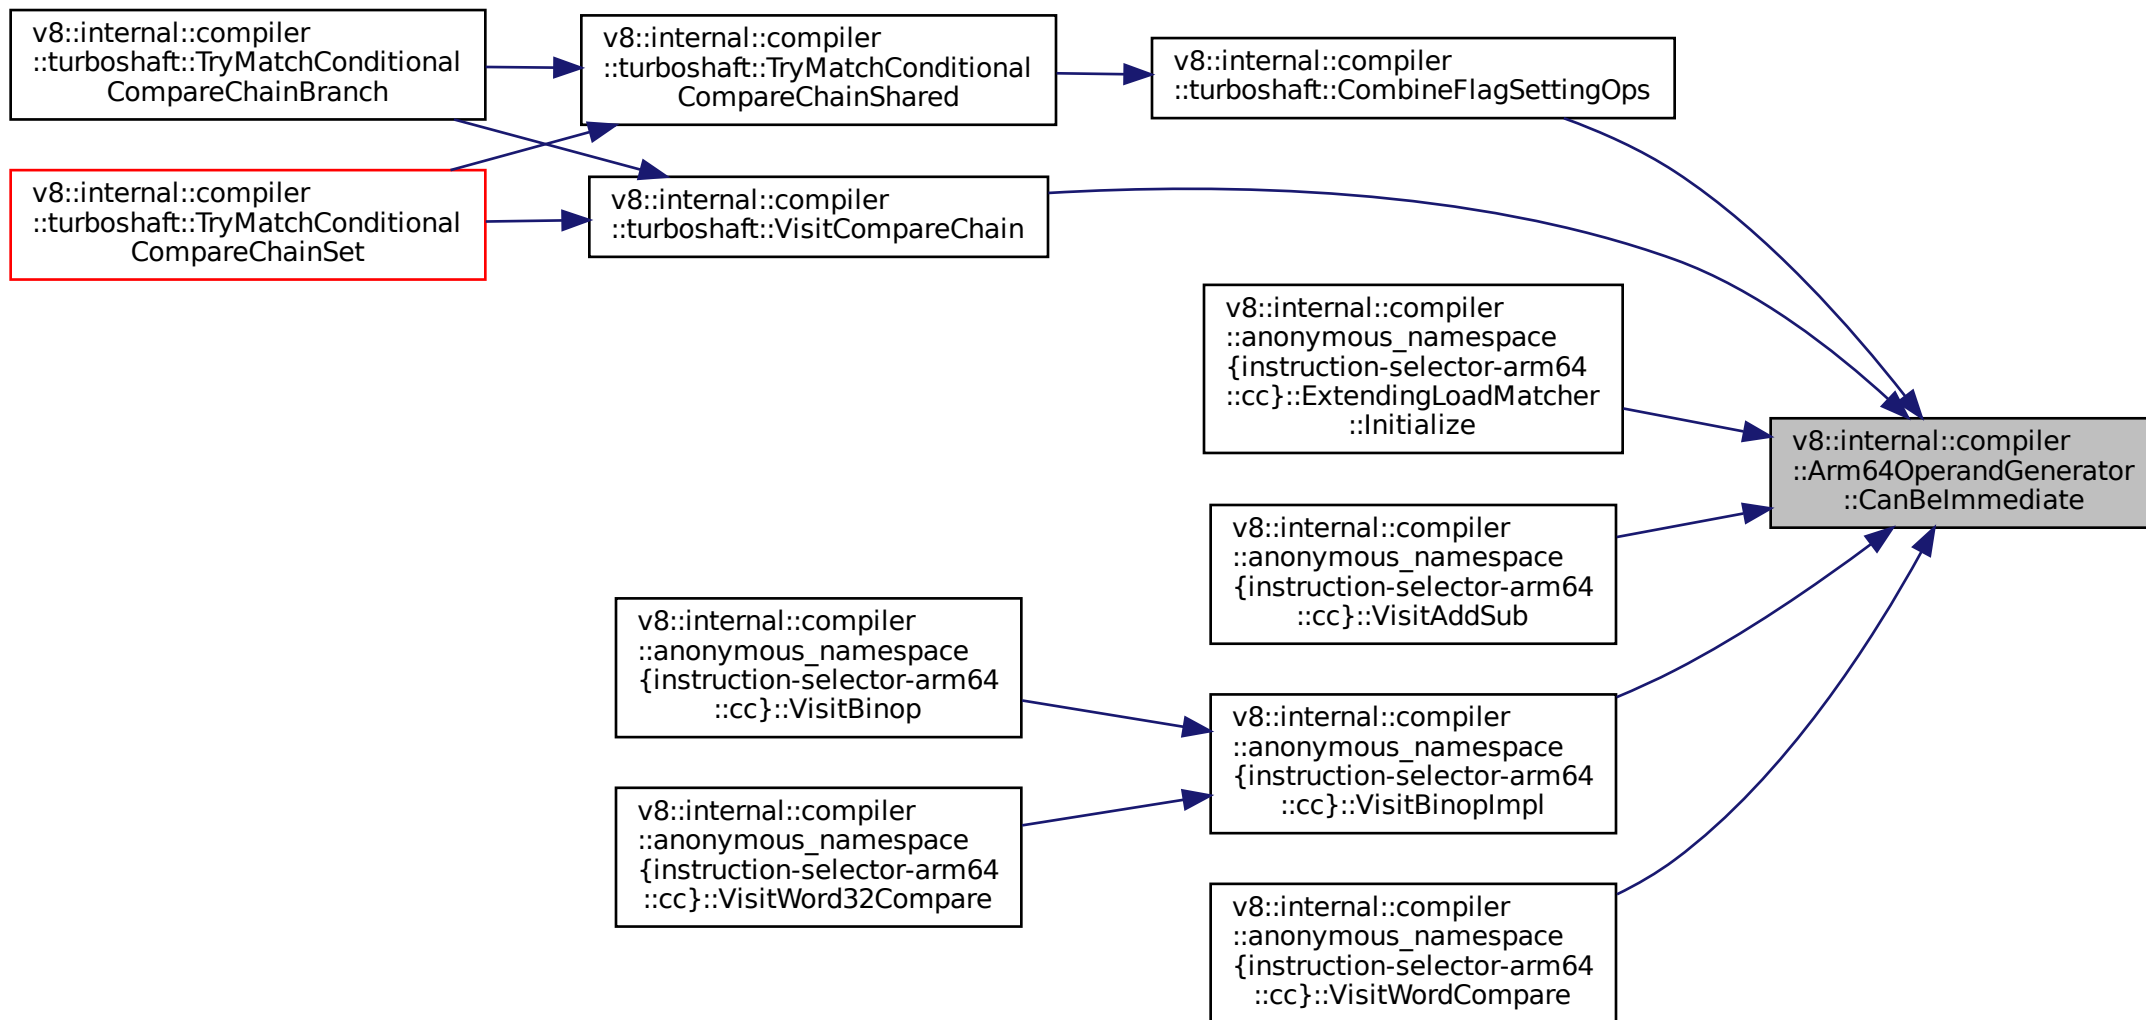 v8::internal::compiler
::turboshaft::TryMatchConditional
CompareChainBranch
v8::internal::compiler
::turboshaft::TryMatchConditional
CompareChainShared
v8::internal::compiler
::turboshaft::CombineFlagSettingOps
v8::internal::compiler
::turboshaft::TryMatchConditional
CompareChainSet
v8::internal::compiler
::turboshaft::VisitCompareChain
v8::internal::compiler
::anonymous_namespace
{instruction-selector-arm64
::cc}::ExtendingLoadMatcher
::Initialize
v8::internal::compiler
::Arm64OperandGenerator
::CanBeImmediate
v8::internal::compiler
::anonymous_namespace
{instruction-selector-arm64
::cc}::VisitAddSub
v8::internal::compiler
::anonymous_namespace
{instruction-selector-arm64
::cc}::VisitBinop
v8::internal::compiler
::anonymous_namespace
{instruction-selector-arm64
::cc}::VisitBinopImpl
v8::internal::compiler
::anonymous_namespace
{instruction-selector-arm64
::cc}::VisitWord32Compare
v8::internal::compiler
::anonymous_namespace
{instruction-selector-arm64
::cc}::VisitWordCompare